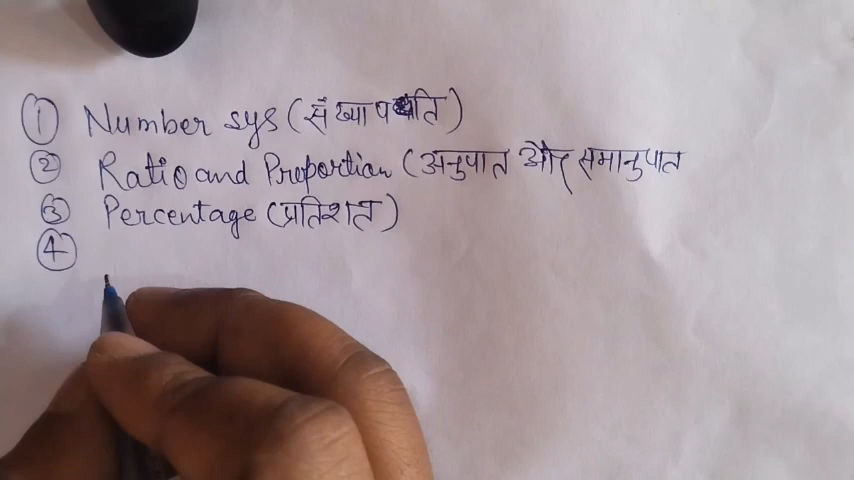 ① Number sys (संख्या पद्धति)
② Ratio and Proportion (अनुपात और समानुपात
③ Percentage (प्रतिशत)
④